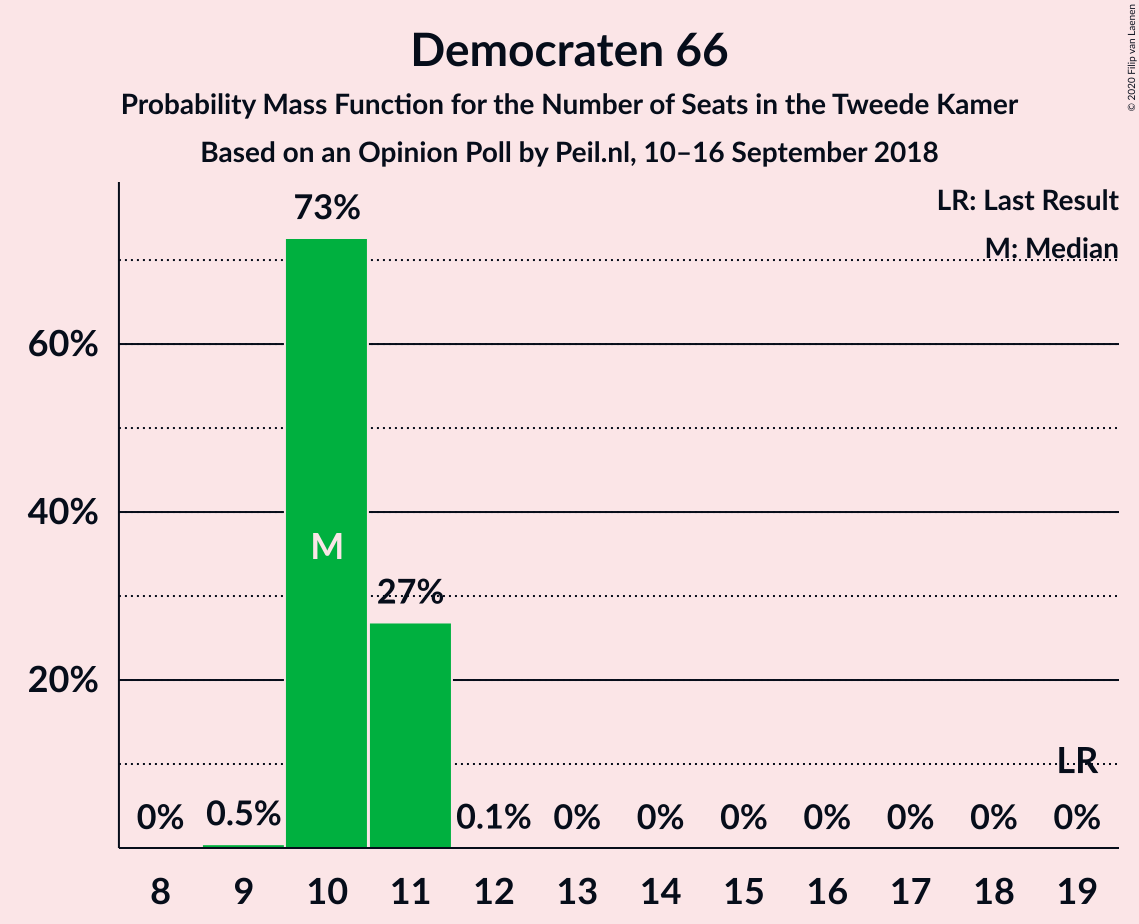 Democraten 66
Probability Mass Function for the Number of Seats in the Tweede Kamer
Based on an Opinion Poll by Peil.nl, 10–16 September 2018
© 2020 Filip van Laenen
LR: Last Result
M: Median
73%
60%
40%
M
27%
20%
LR
0% 0.5% 0.1% 0% 0% 0% 0% 0% 0% 0%
8 9 10 11 12 13 14 15 16 17 18 19